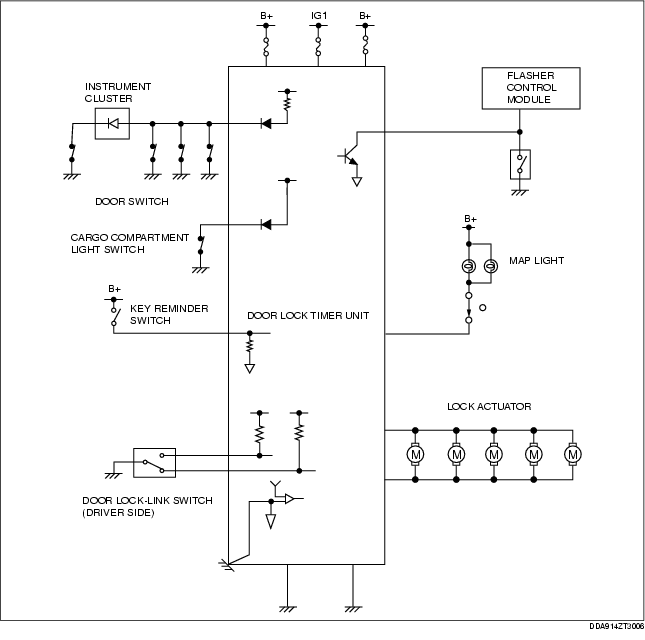 B+
IG1
B+
INSTRUMENT
CLUSTER
FLASHER
CONTROL
MODULE
DOOR SWITCH
CARGO COMPARTMENT
LIGHT SWITCH
B+
MAP LIGHT
B+
KEY REMINDER
SWITCH
DOOR LOCK TIMER UNIT
LOCK ACTUATOR
M
M
M
M
M
DOOR LOCK-LINK SWITCH
(DRIVER SIDE)
DDA914ZT3006